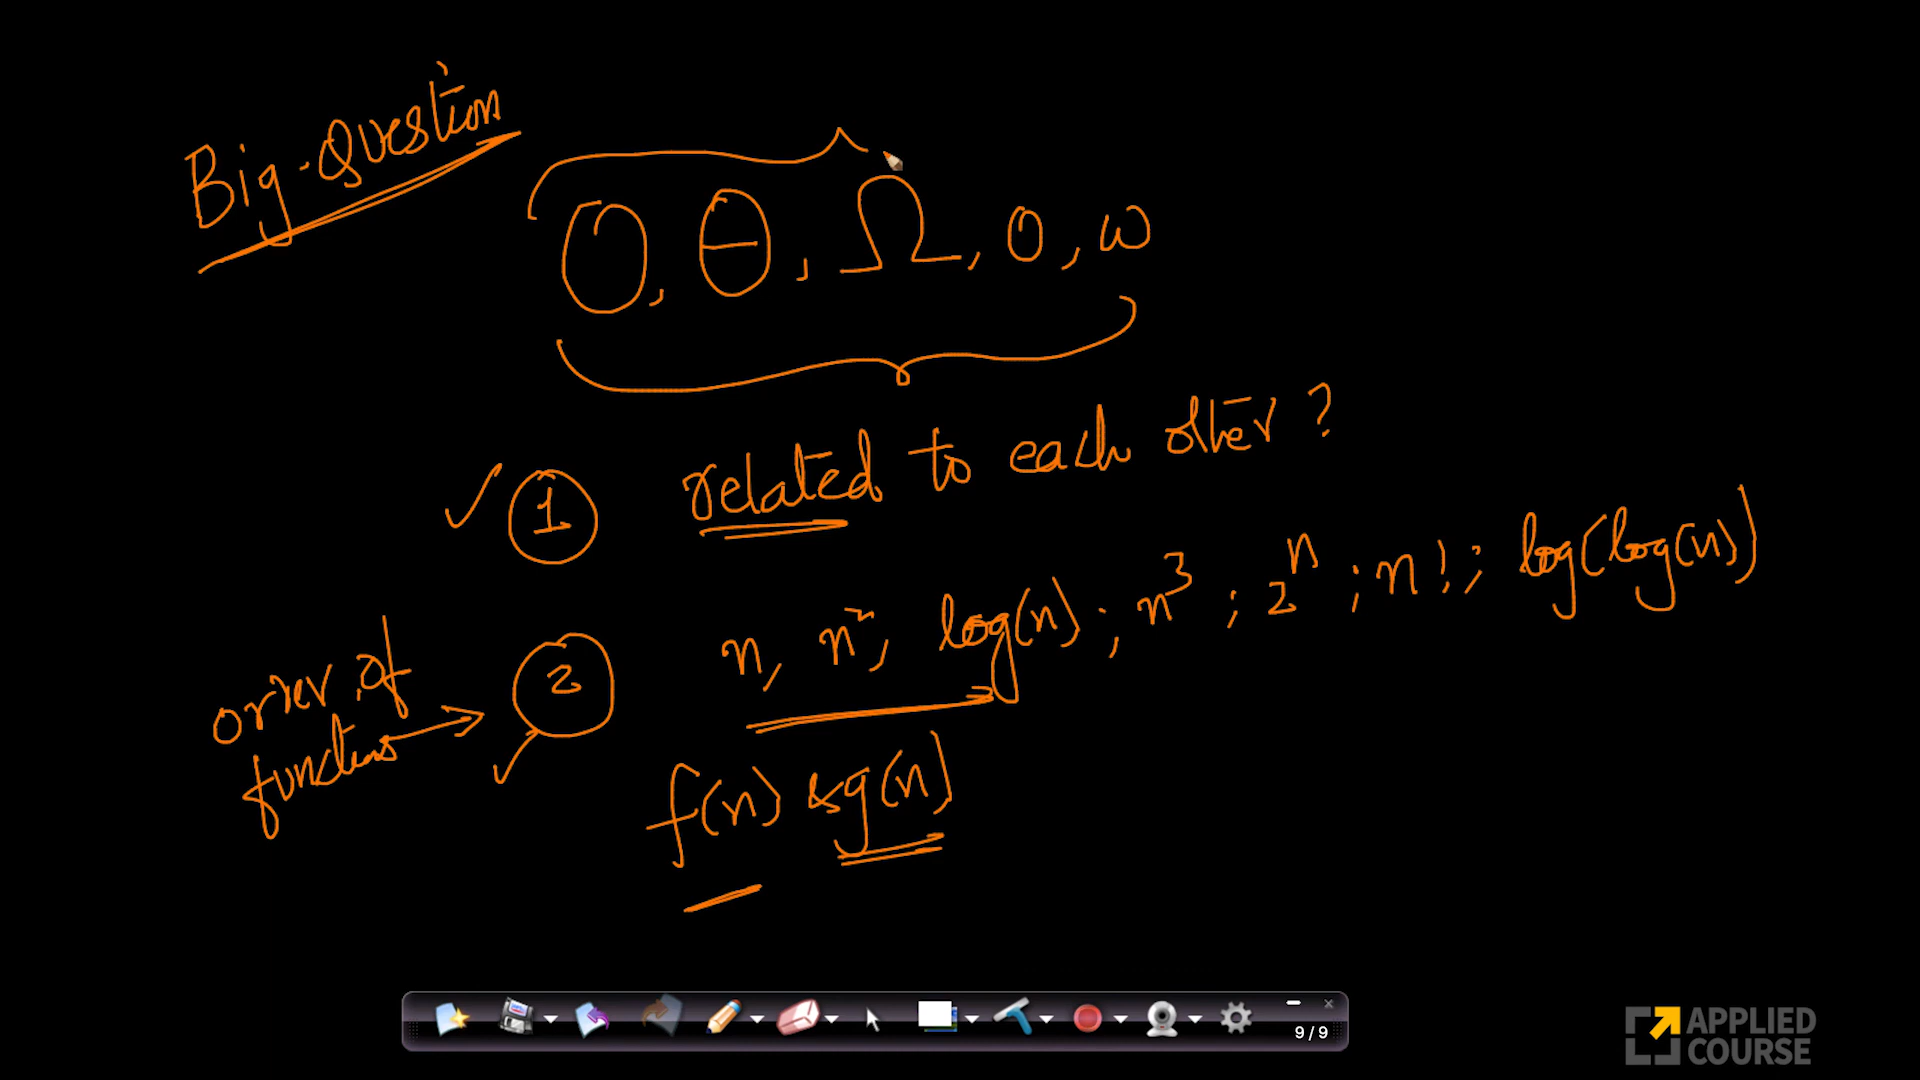 Big-Question
O, Θ, Ω, o, ω
1 related to each other ?
order of functions → 2 n, n², log(n); n³; 2ⁿ; n!; log(log(n))
f(n) & g(n)
9 / 9
APPLIED
COURSE